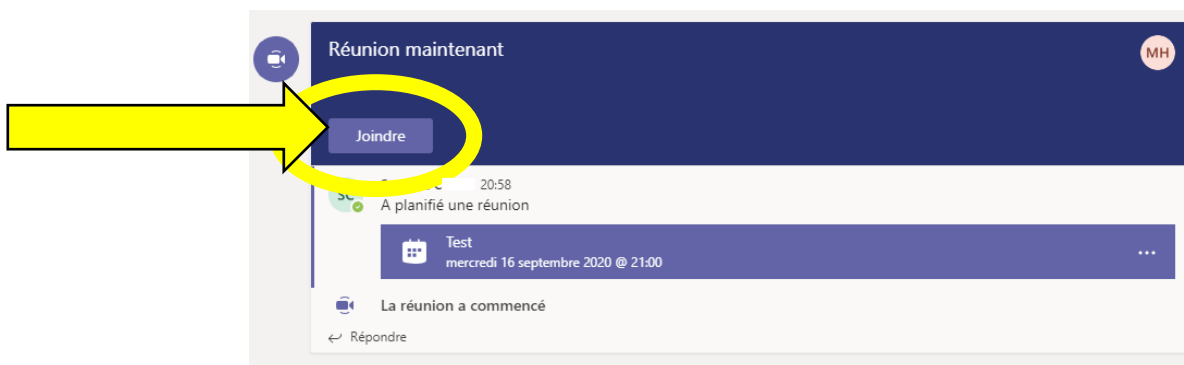 Réunion maintenant
MH
Joindre
20:58
A planifié une réunion
Test
mercredi 16 septembre 2020 @ 21:00
La réunion a commencé
Répondre